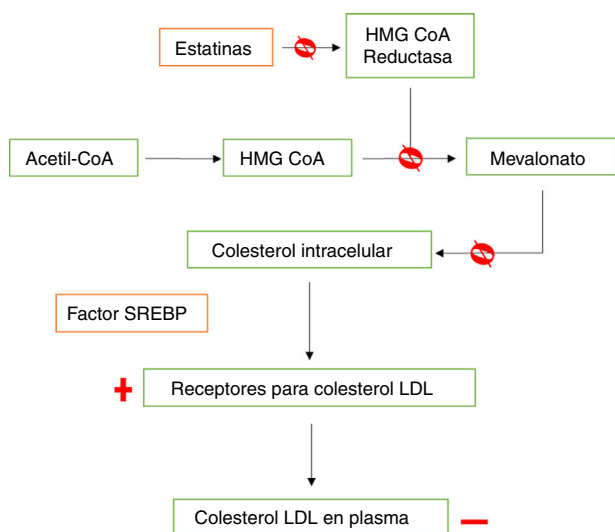 Estatinas
HMG CoA
Reductasa
Acetil-CoA
HMG CoA
Mevalonato
Colesterol intracelular
Factor SREBP
+
Receptores para colesterol LDL
Colesterol LDL en plasma
−